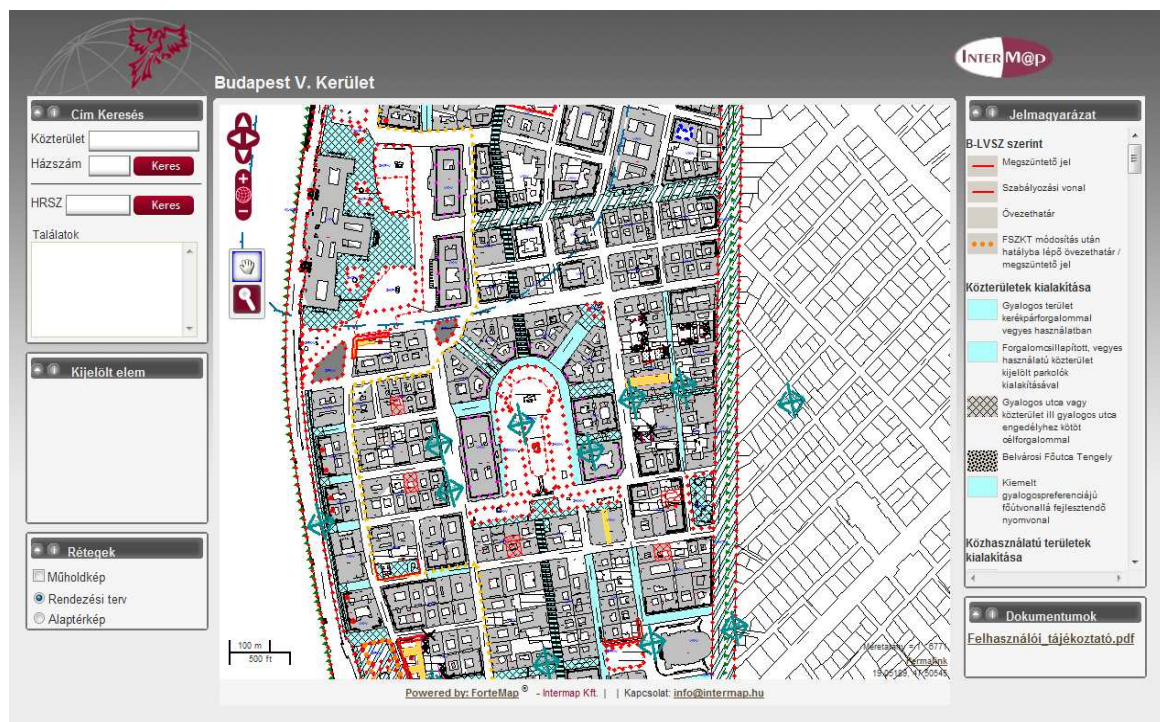 INTER M@P
Budapest V. Kerület
Cím Keresés
Közterület
Házszám
Keres
HRSZ
Keres
Találatok
Kijelölt elem
Rétegek
Műholdkép
Rendezési terv
Alaptérkép
100 m
500 ft
Permalink
Powered by: ForteMap ® - Intermap Kft. | | Kapcsolat: info@intermap.hu
Jelmagyarázat
B-LVSZ szerint
Megszüntető jel
Szabályozási vonal
Övezethatár
FSZKT módosítás után
hatályba lépő övezethatár /
megszüntető jel
Közterületek kialakítása
Gyalogos terület
kerékpárforgalommal
vegyes használatban
Forgalomcsillapított, vegyes
használatú közterület
kijelölt parkolók
kialakításával
Gyalogos utca vagy
közterület ill gyalogos utca
engedélyhez kötöt
célforgalommal
Belvárosi Főutca Tengely
Kiemelt
gyalogospreferenciájú
főútvonallá fejlesztendő
nyomvonal
Közhasználatú területek
kialakítása
Dokumentumok
Felhasználói_tájékoztató.pdf